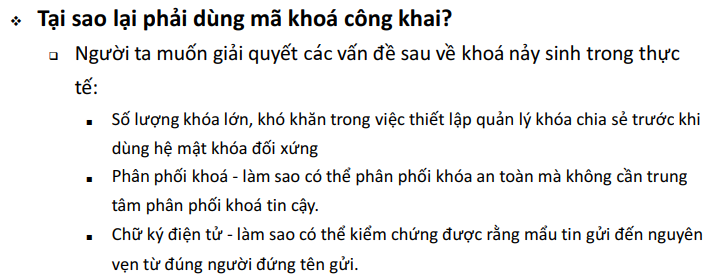 ❖ Tại sao lại phải dùng mã khoá công khai?
❑ Người ta muốn giải quyết các vấn đề sau về khoá nảy sinh trong thực
tế:
▪ Số lượng khóa lớn, khó khăn trong việc thiết lập quản lý khóa chia sẻ trước khi
dùng hệ mật khóa đối xứng
▪ Phân phối khoá - làm sao có thể phân phối khóa an toàn mà không cần trung
tâm phân phối khoá tin cậy.
▪ Chữ ký điện tử - làm sao có thể kiểm chứng được rằng mẩu tin gửi đến nguyên
vẹn từ đúng người đứng tên gửi.